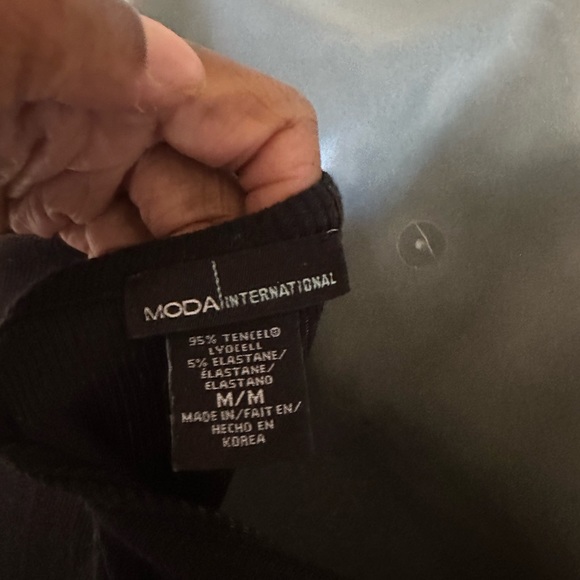 MODA INTERNATIONAL
95% TENCEL®
LYOCELL
5% ELASTANE/
ÉLASTANE/
ELASTANO
M/M
MADE IN/FAIT EN/
HECHO EN
KOREA